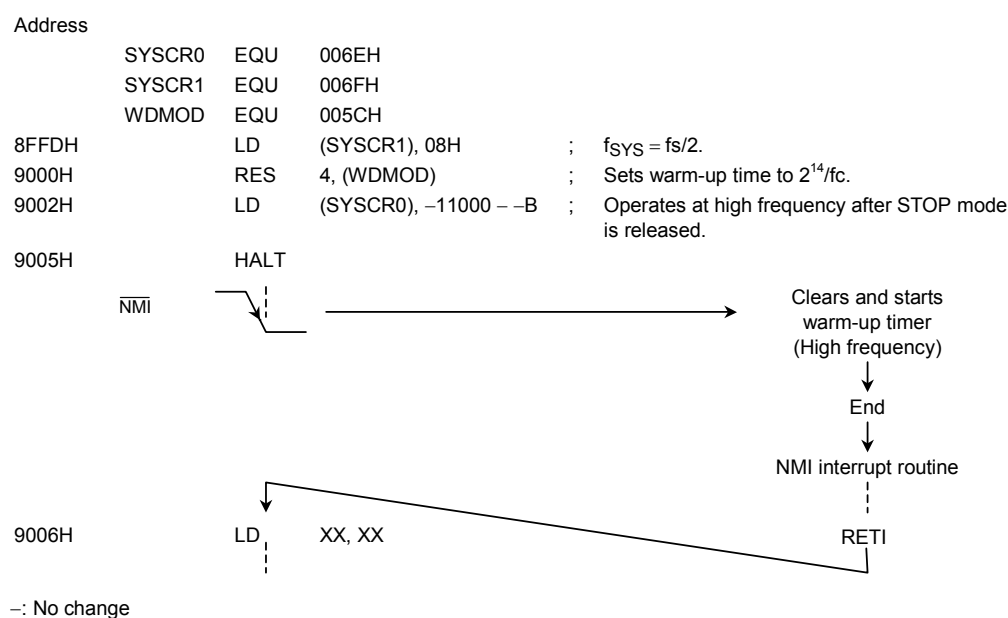 Address
SYSCR0 EQU 006EH
SYSCR1 EQU 006FH
WDMOD EQU 005CH
8FFDH LD (SYSCR1), 08H ; fSYS = fs/2.
9000H RES 4, (WDMOD) ; Sets warm-up time to 2^14/fc.
9002H LD (SYSCR0), −11000 − −B ; Operates at high frequency after STOP mode
is released.
9005H HALT
NMI
Clears and starts
warm-up timer
(High frequency)
End
NMI interrupt routine
9006H LD XX, XX RETI
−: No change